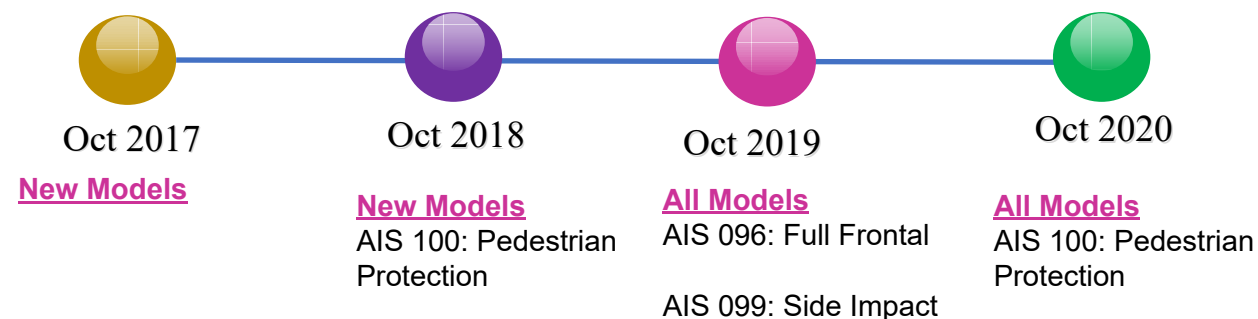 Oct 2017
New Models
Oct 2018
New Models
AIS 100: Pedestrian
Protection
Oct 2019
All Models
AIS 096: Full Frontal
AIS 099: Side Impact
Oct 2020
All Models
AIS 100: Pedestrian
Protection